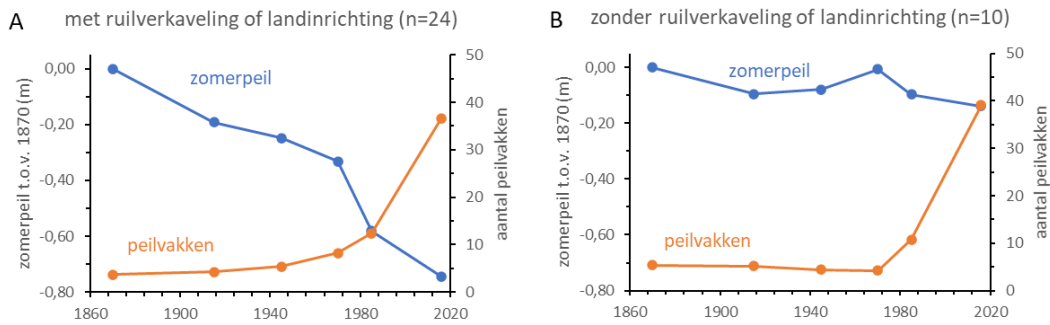 A
met ruilverkaveling of landinrichting (n=24)
zomerpeil t.o.v. 1870 (m)
0,00
-0,20
-0,40
-0,60
-0,80
zomerpeil
peilvakken
50
40
30
20
10
0
aantal peilvakken
1860
1900
1940
1980
2020
B
zonder ruilverkaveling of landinrichting (n=10)
zomerpeil t.o.v. 1870 (m)
0,00
-0,20
-0,40
-0,60
-0,80
zomerpeil
peilvakken
50
40
30
20
10
0
aantal peilvakken
1860
1900
1940
1980
2020